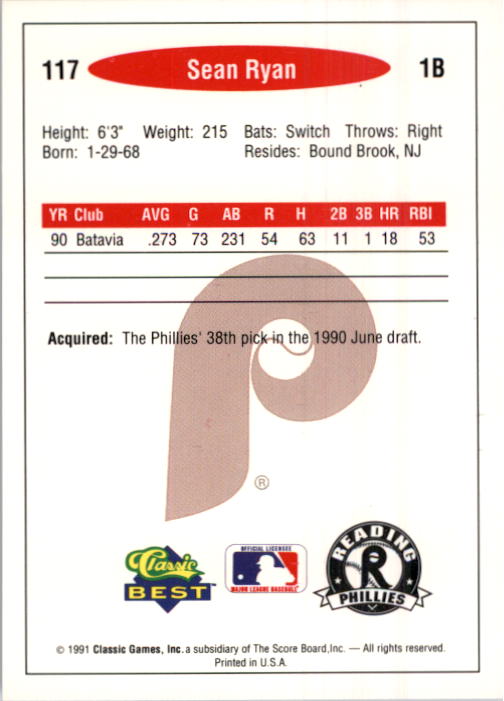 117 Sean Ryan 1B
Height: 6'3" Weight: 215 Bats: Switch Throws: Right
Born: 1-29-68 Resides: Bound Brook, NJ
YR Club AVG G AB R H 2B 3B HR RBI
90 Batavia .273 73 231 54 63 11 1 18 53
Acquired: The Phillies' 38th pick in the 1990 June draft.
®
Classic
BEST
OFFICIAL LICENSEE
MAJOR LEAGUE BASEBALL
READING
R
PHILLIES
© 1991 Classic Games, Inc. a subsidiary of The Score Board,Inc. — All rights reserved.
Printed in U.S.A.